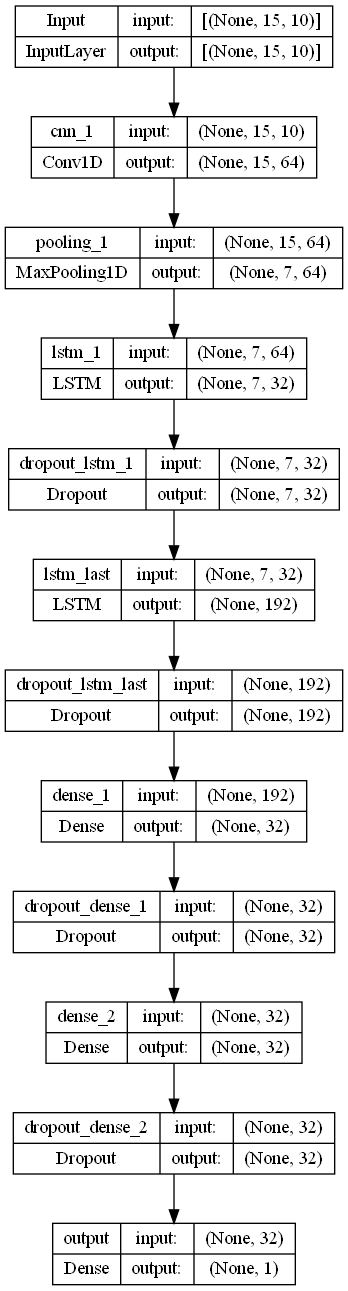 Input input: [(None, 15, 10)]
InputLayer output: [(None, 15, 10)]
cnn_1 input: (None, 15, 10)
Conv1D output: (None, 15, 64)
pooling_1 input: (None, 15, 64)
MaxPooling1D output: (None, 7, 64)
lstm_1 input: (None, 7, 64)
LSTM output: (None, 7, 32)
dropout_lstm_1 input: (None, 7, 32)
Dropout output: (None, 7, 32)
lstm_last input: (None, 7, 32)
LSTM output: (None, 192)
dropout_lstm_last input: (None, 192)
Dropout output: (None, 192)
dense_1 input: (None, 192)
Dense output: (None, 32)
dropout_dense_1 input: (None, 32)
Dropout output: (None, 32)
dense_2 input: (None, 32)
Dense output: (None, 32)
dropout_dense_2 input: (None, 32)
Dropout output: (None, 32)
output input: (None, 32)
Dense output: (None, 1)